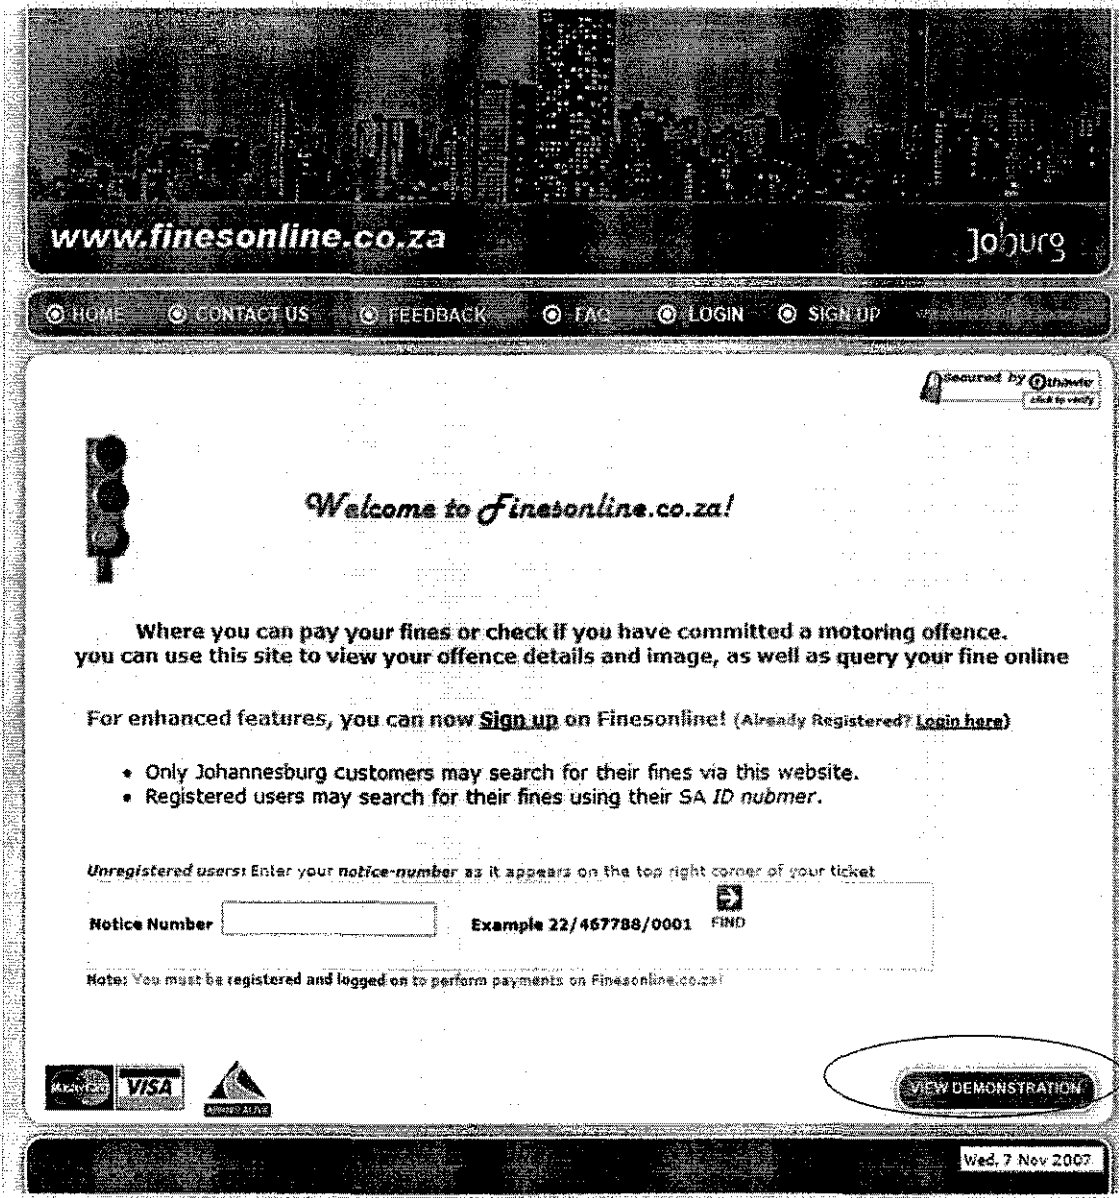 www.finesonline.co.za
Joburg
HOME CONTACT US FEEDBACK FAQ LOGIN SIGN UP
Secured by thawte
click to verify
Welcome to Finesonline.co.za!
Where you can pay your fines or check if you have committed a motoring offence.
you can use this site to view your offence details and image, as well as query your fine online
For enhanced features, you can now Sign up on Finesonline! (Already Registered? Login here)
• Only Johannesburg customers may search for their fines via this website.
• Registered users may search for their fines using their SA ID nubmer.
Unregistered users: Enter your notice-number as it appears on the top right corner of your ticket
Notice Number Example 22/467788/0001 FIND
Note: You must be registered and logged on to perform payments on Finesonline.co.za!
MasterCard VISA ARRIVE ALIVE
VIEW DEMONSTRATION
Wed, 7 Nov 2007